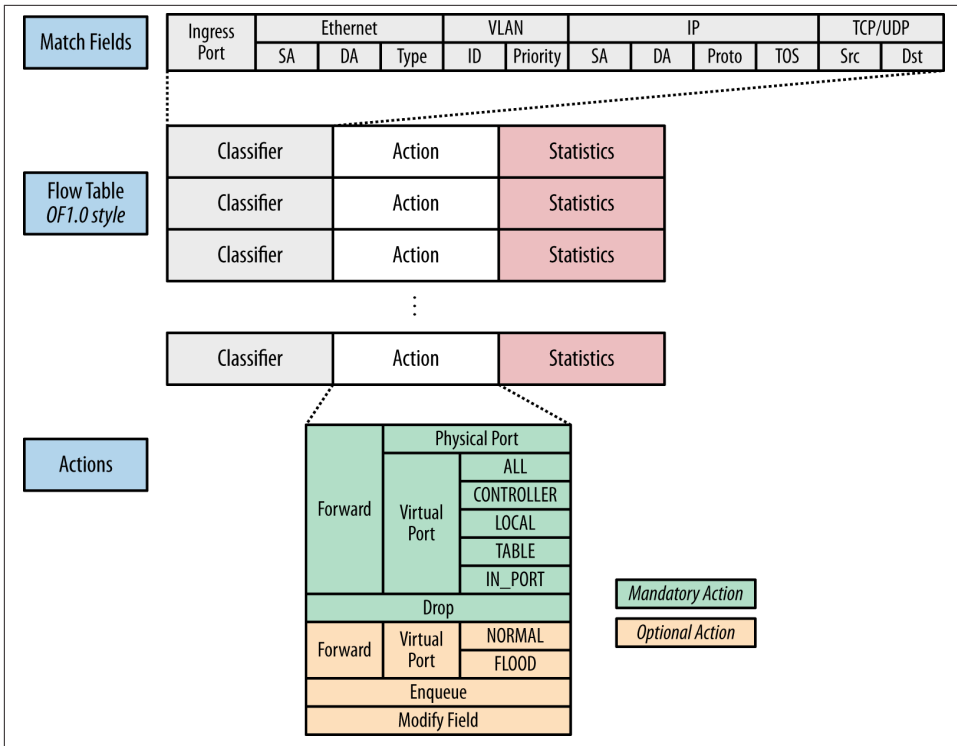 Match Fields
Ingress Port
Ethernet
VLAN
IP
TCP/UDP
SA
DA
Type
ID
Priority
SA
DA
Proto
TOS
Src
Dst
Classifier
Action
Statistics
Flow Table
OF1.0 style
Classifier
Action
Statistics
Classifier
Action
Statistics
⋮
Classifier
Action
Statistics
Actions
Forward
Physical Port
Virtual
Port
ALL
CONTROLLER
LOCAL
TABLE
IN_PORT
Drop
Forward
Virtual
Port
NORMAL
FLOOD
Enqueue
Modify Field
Mandatory Action
Optional Action